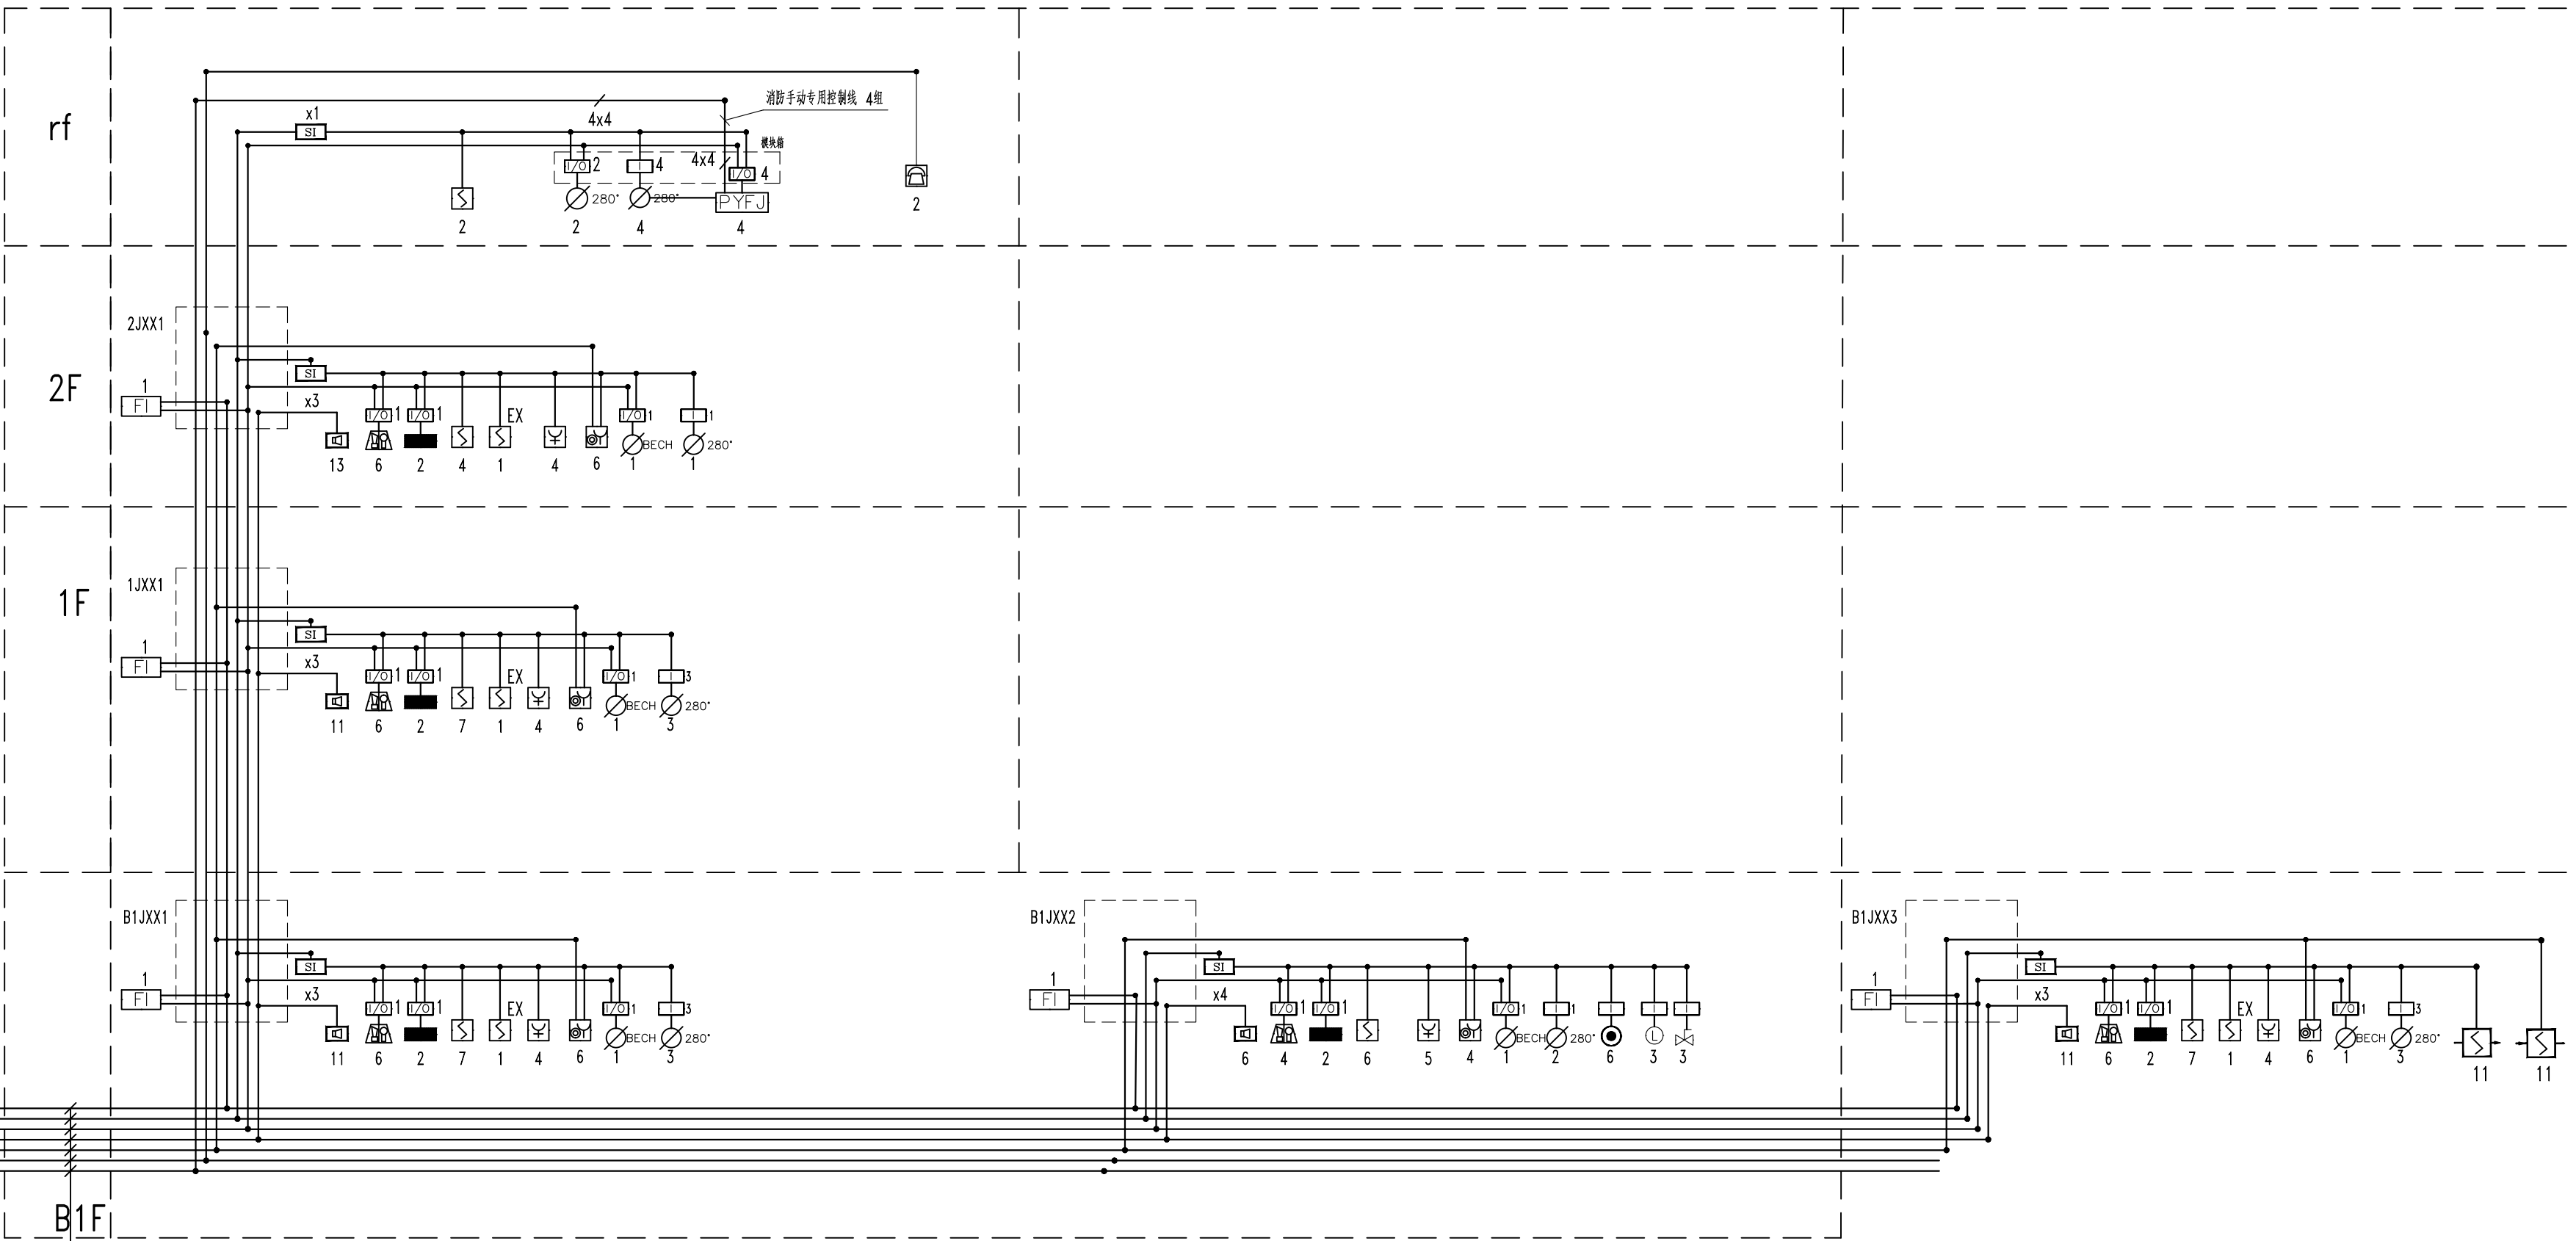 rf
x1
SI
4x4
消防手动专用控制线 4组
模块箱
I/O 2
4
4x4
I/O 4
280°
280°
PYFJ
2
2
4
4
2
2F
2JXX1
1
FI
SI
x3
I/O 1
I/O 1
EX
I/O 1
1
BECH
280°
13
6
2
4
1
4
6
1
1
1F
1JXX1
1
FI
SI
x3
I/O 1
I/O 1
EX
I/O 1
3
BECH
280°
11
6
2
7
1
4
6
1
3
B1JXX1
1
FI
SI
x3
I/O 1
I/O 1
EX
I/O 1
3
BECH
280°
11
6
2
7
1
4
6
1
3
B1JXX2
1
FI
SI
x4
I/O 1
I/O 1
I/O 1
1
BECH
280°
L
6
4
2
6
5
4
1
2
6
3
3
B1JXX3
1
FI
SI
x3
I/O 1
I/O 1
EX
I/O 1
3
BECH
280°
11
6
2
7
1
4
6
1
3
11
11
B1F